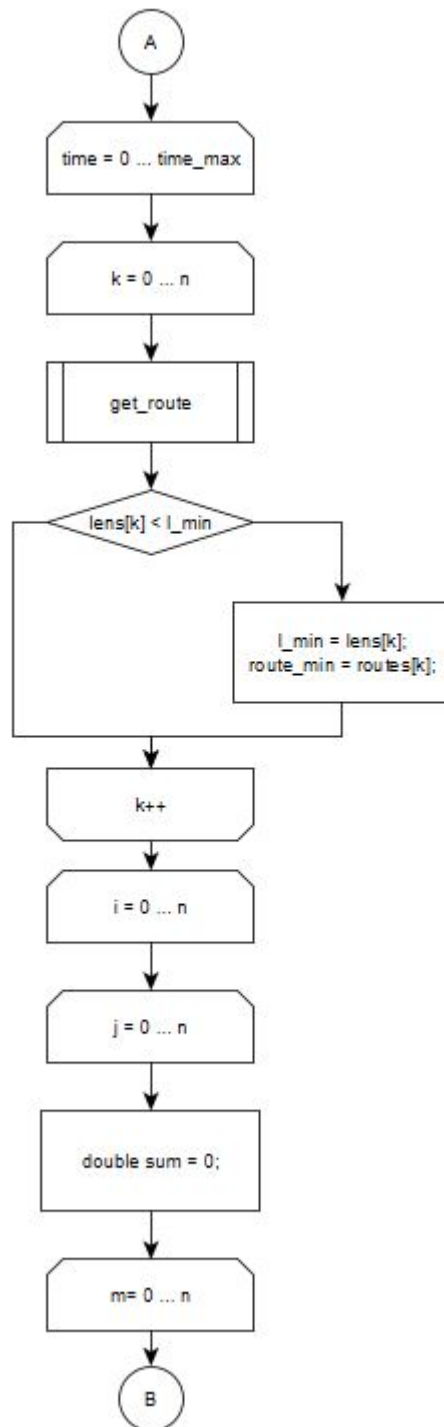 A
time = 0 ... time_max
k = 0 ... n
get_route
lens[k] < l_min
l_min = lens[k];
route_min = routes[k];
k++
i = 0 ... n
j = 0 ... n
double sum = 0;
m= 0 ... n
B